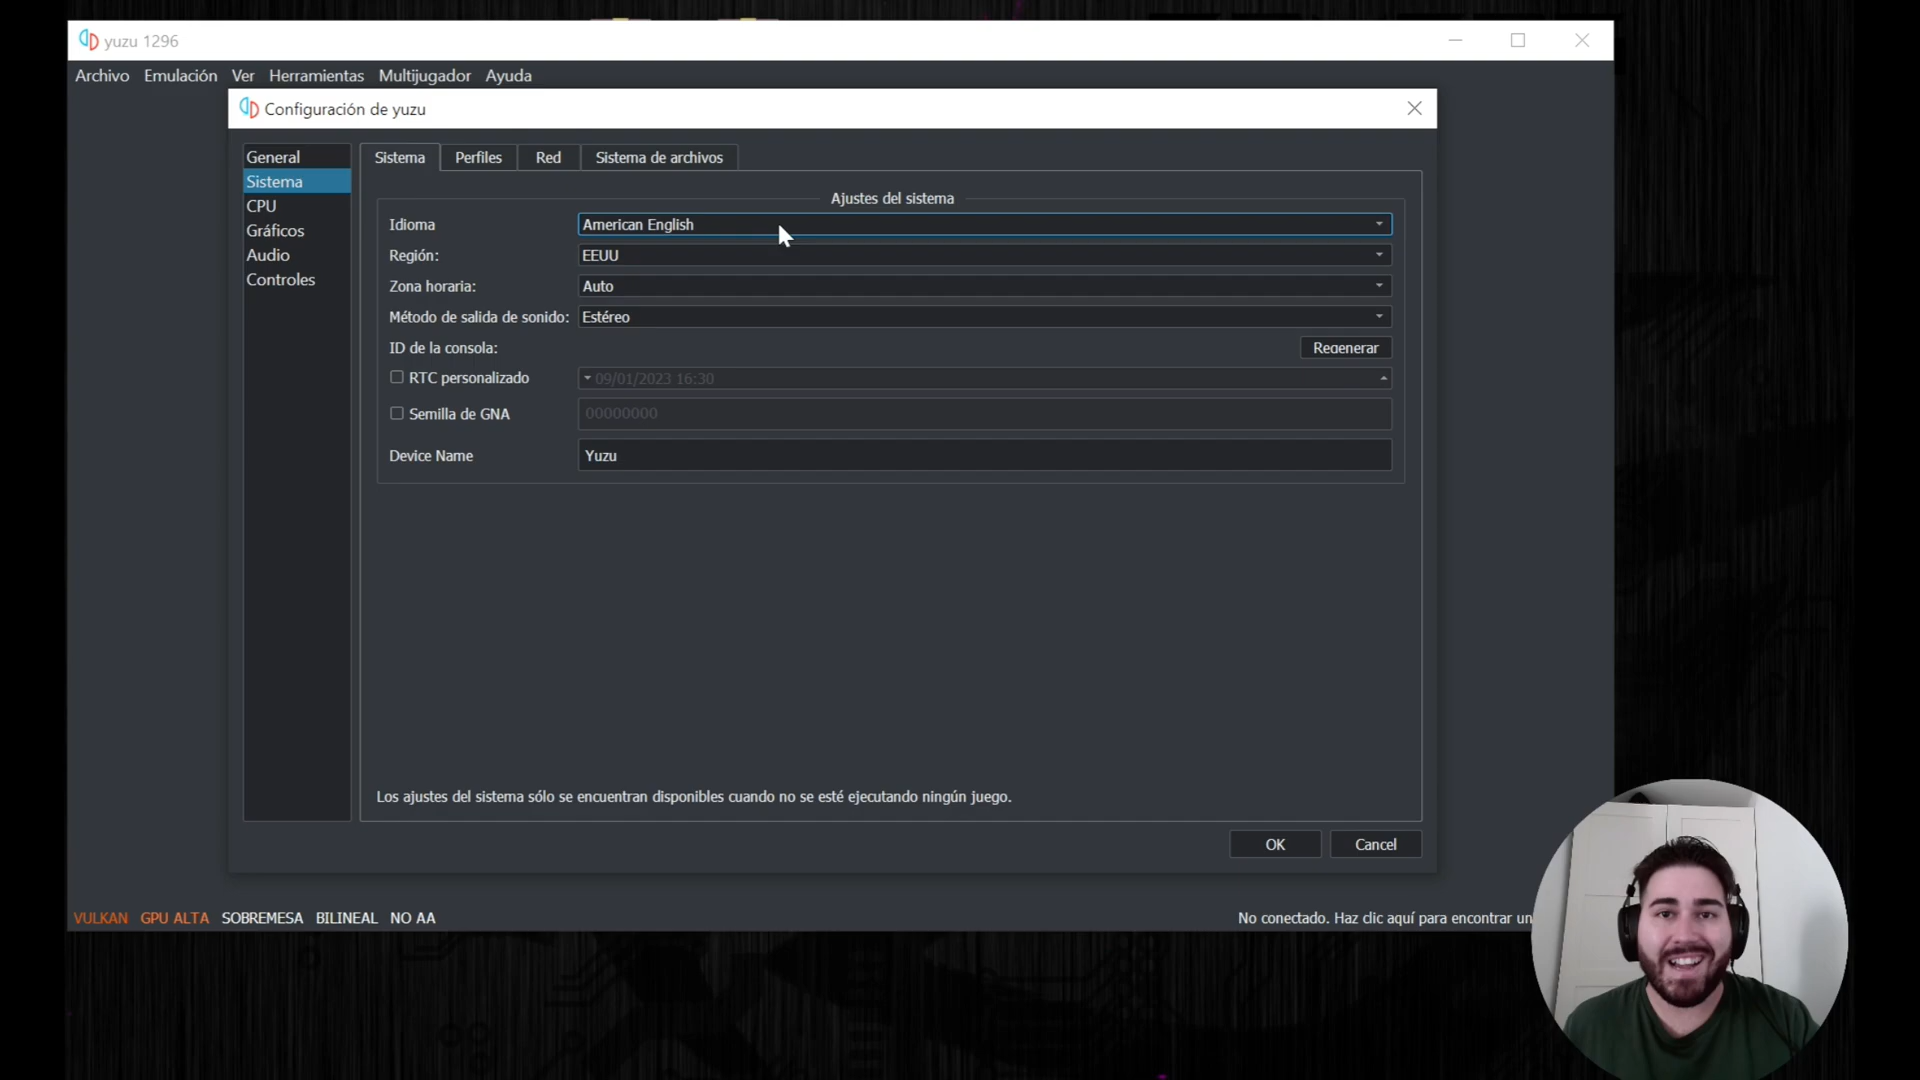 yuzu 1296
Archivo Emulación Ver Herramientas Multijugador Ayuda
Configuración de yuzu
General
Sistema
CPU
Gráficos
Audio
Controles
Sistema Perfiles Red Sistema de archivos
Ajustes del sistema
Idioma American English
Región: EEUU
Zona horaria: Auto
Método de salida de sonido: Estéreo
ID de la consola: Regenerar
RTC personalizado 09/01/2023 16:30
Semilla de GNA 00000000
Device Name Yuzu
Los ajustes del sistema sólo se encuentran disponibles cuando no se esté ejecutando ningún juego.
OK Cancel
VULKAN GPU ALTA SOBREMESA BILINEAL NO AA
No conectado. Haz clic aquí para encontrar un